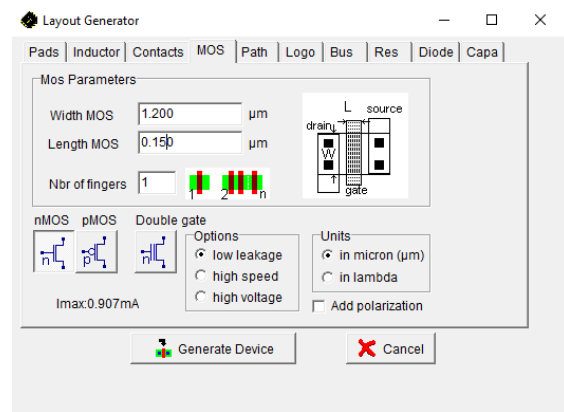 Layout Generator
Pads Inductor Contacts MOS Path Logo Bus Res Diode Capa
Mos Parameters
Width MOS 1.200 µm
Length MOS 0.150 µm
Nbr of fingers 1
1 2 n
L source
drain
W
gate
nMOS pMOS Double gate
n p n
Imax:0.907mA
Options
low leakage
high speed
high voltage
Units
in micron (µm)
in lambda
Add polarization
Generate Device Cancel